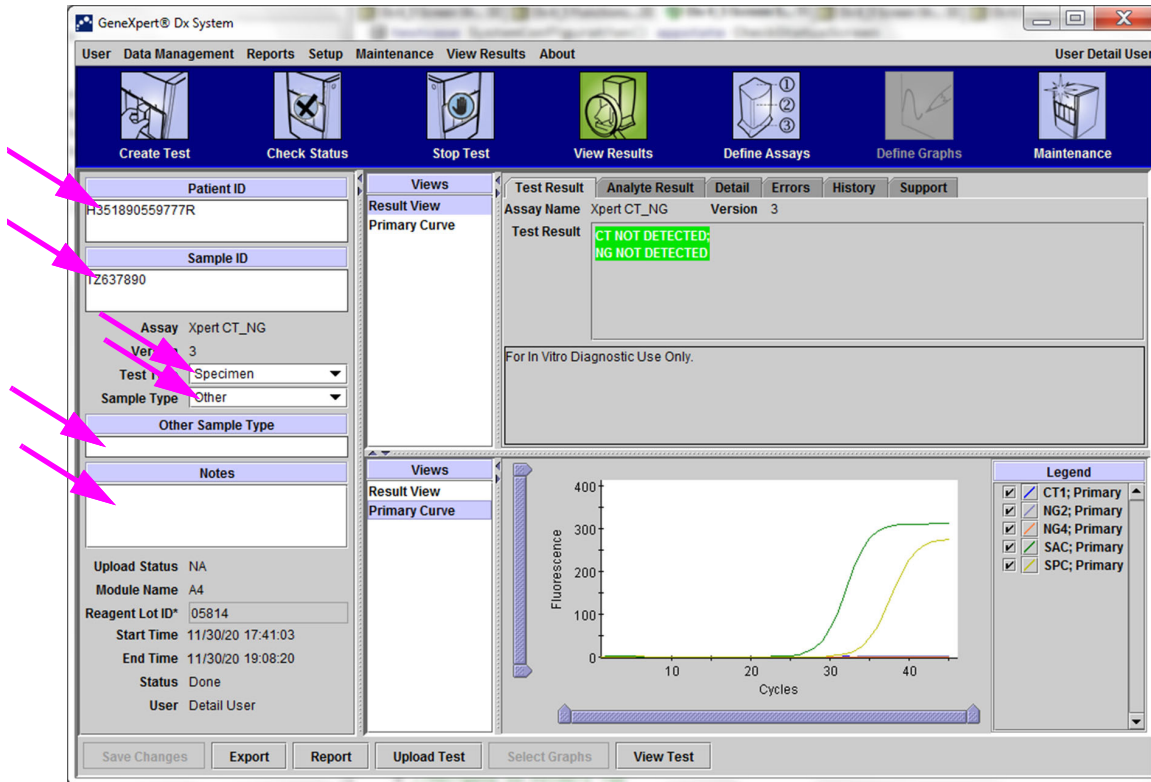 GeneXpert® Dx System
User Data Management Reports Setup Maintenance View Results About User Detail User
Create Test Check Status Stop Test View Results Define Assays Define Graphs Maintenance
Patient ID
H351890559777R
Sample ID
TZ637890
Assay Xpert CT_NG
Version 3
Test Specimen
Sample Type Other
Other Sample Type
Notes
Upload Status NA
Module Name A4
Reagent Lot ID* 05814
Start Time 11/30/20 17:41:03
End Time 11/30/20 19:08:20
Status Done
User Detail User
Views
Result View
Primary Curve
Test Result Analyte Result Detail Errors History Support
Assay Name Xpert CT_NG Version 3
Test Result CT NOT DETECTED;
NG NOT DETECTED
For In Vitro Diagnostic Use Only.
Views
Result View
Primary Curve
400
300
200
100
0
Fluorescence
10 20 30 40
Cycles
Legend
CT1; Primary
NG2; Primary
NG4; Primary
SAC; Primary
SPC; Primary
Save Changes Export Report Upload Test Select Graphs View Test